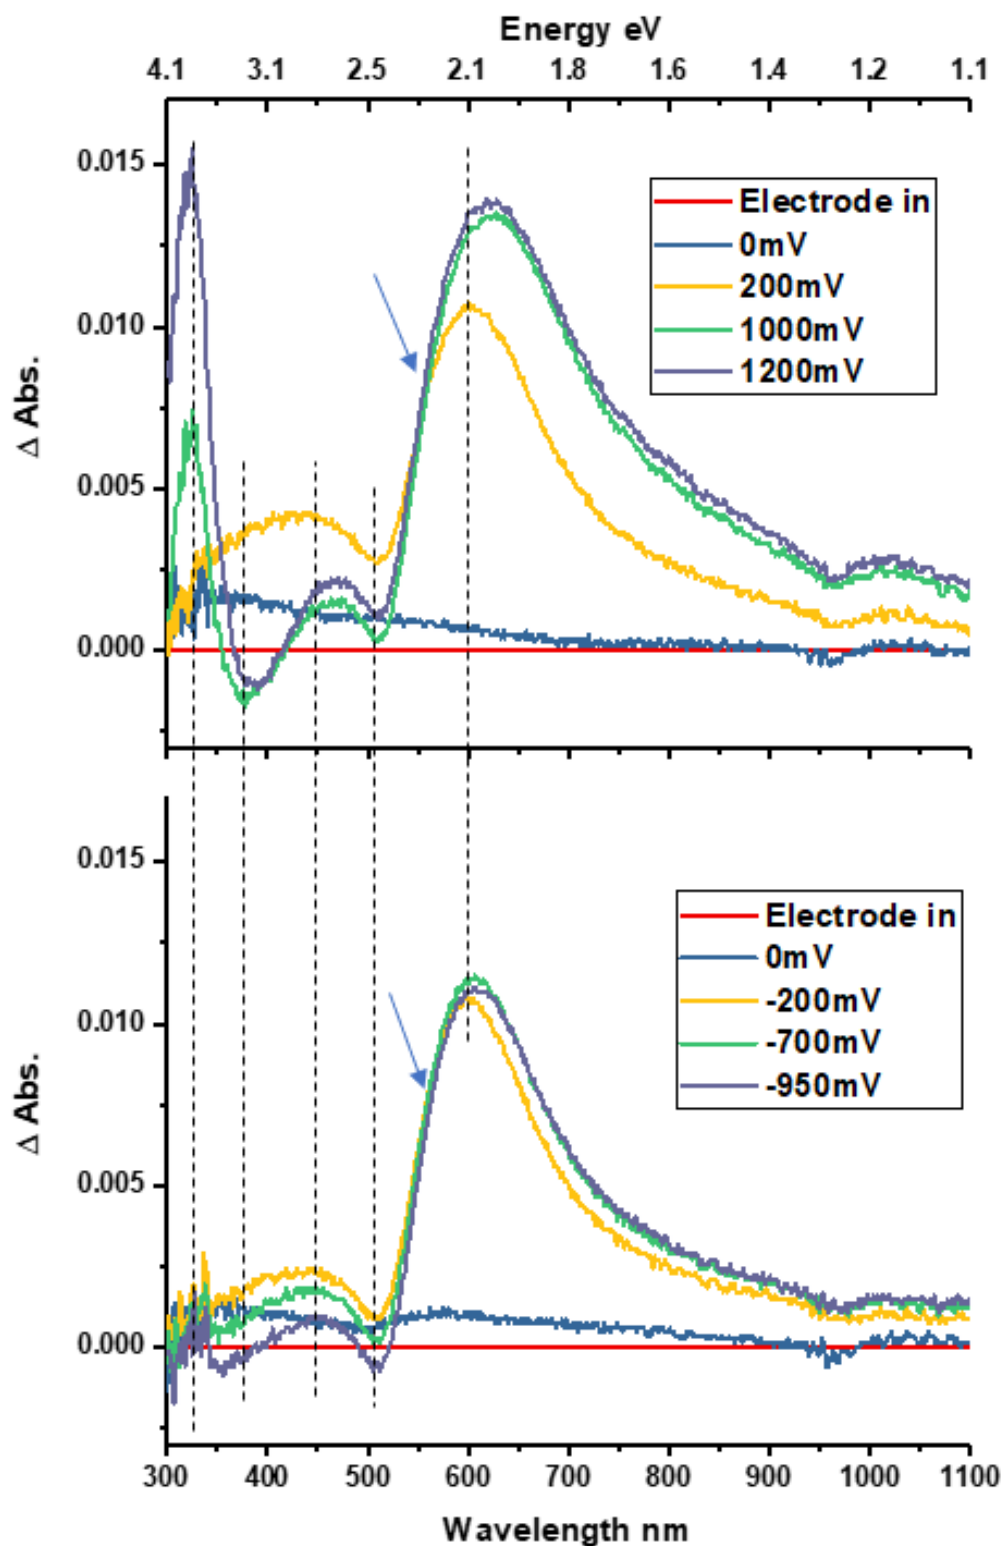 Energy eV
4.1 3.1 2.5 2.1 1.8 1.6 1.4 1.2 1.1
0.015
0.010
0.005
0.000
Δ Abs.
Electrode in
0mV
200mV
1000mV
1200mV
0.015
0.010
0.005
0.000
Δ Abs.
Electrode in
0mV
-200mV
-700mV
-950mV
300 400 500 600 700 800 900 1000 1100
Wavelength nm